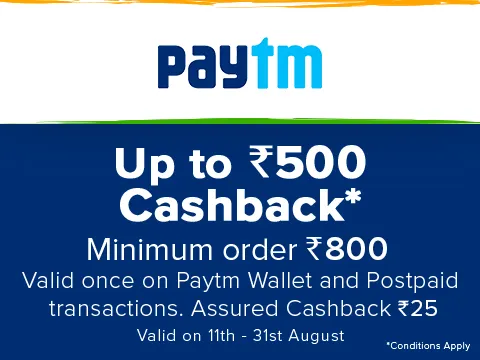 paytm
Up to ₹500
Cashback*
Minimum order ₹800
Valid once on Paytm Wallet and Postpaid
transactions. Assured Cashback ₹25
Valid on 11th - 31st August
*Conditions Apply